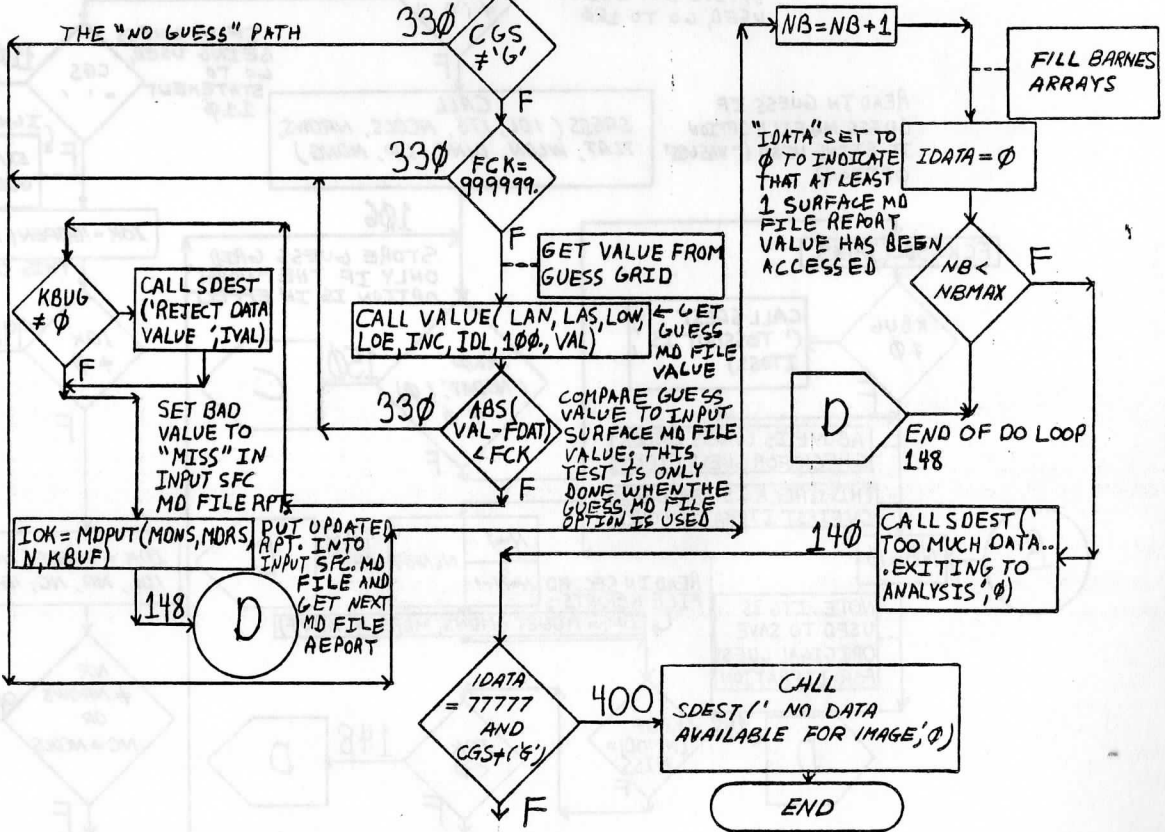 THE "NO GUESS" PATH
33Ø
CGS
≠'G'
F
33Ø
FCK=
999999.
F
GET VALUE FROM
GUESS GRID
CALL VALUE( LAN, LAS, LOW,
LOE, INC, IDL, 1ØØ., VAL)
← GET
GUESS
MD FILE
VALUE
33Ø
ABS(
VAL-FDAT)
< FCK
F
COMPARE GUESS
VALUE TO INPUT
SURFACE MD FILE
VALUE; THIS
TEST IS ONLY
DONE WHEN THE
GUESS MD FILE
OPTION IS USED
KBUG
≠ Ø
F
CALL SDEST
('REJECT DATA
VALUE ',IVAL)
SET BAD
VALUE TO
"MISS" IN
INPUT SFC
MD FILE RPT
IOK = MDPUT(MONS, MDRS,
N, KBUF)
PUT UPDATED
RPT. INTO
INPUT SFC. MD
FILE AND
GET NEXT
MD FILE
REPORT
148
D
NB=NB+1
FILL BARNES
ARRAYS
"IDATA" SET TO
Ø TO INDICATE
THAT AT LEAST
1 SURFACE MD
FILE REPORT
VALUE HAS BEEN
ACCESSED
IDATA = Ø
NB <
NBMAX
F
D
END OF DO LOOP
148
14Ø
CALL SDEST('
TOO MUCH DATA..
.EXITING TO
ANALYSIS', Ø)
IDATA
= 77777
AND
CGS≠('G')
F
400
CALL
SDEST(' NO DATA
AVAILABLE FOR IMAGE,' Ø)
END